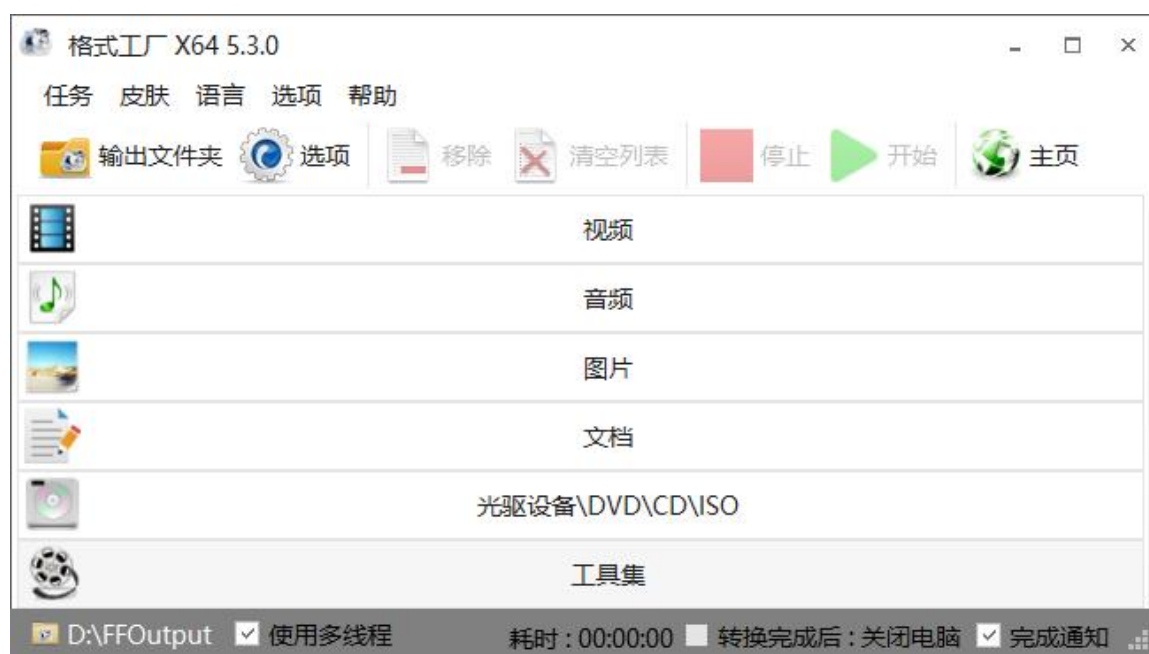 格式工厂 X64 5.3.0
任务 皮肤 语言 选项 帮助
输出文件夹 选项 移除 清空列表 停止 开始 主页
视频
音频
图片
文档
光驱设备\DVD\CD\ISO
工具集
D:\FFOutput 使用多线程 耗时 : 00:00:00 转换完成后 : 关闭电脑 完成通知